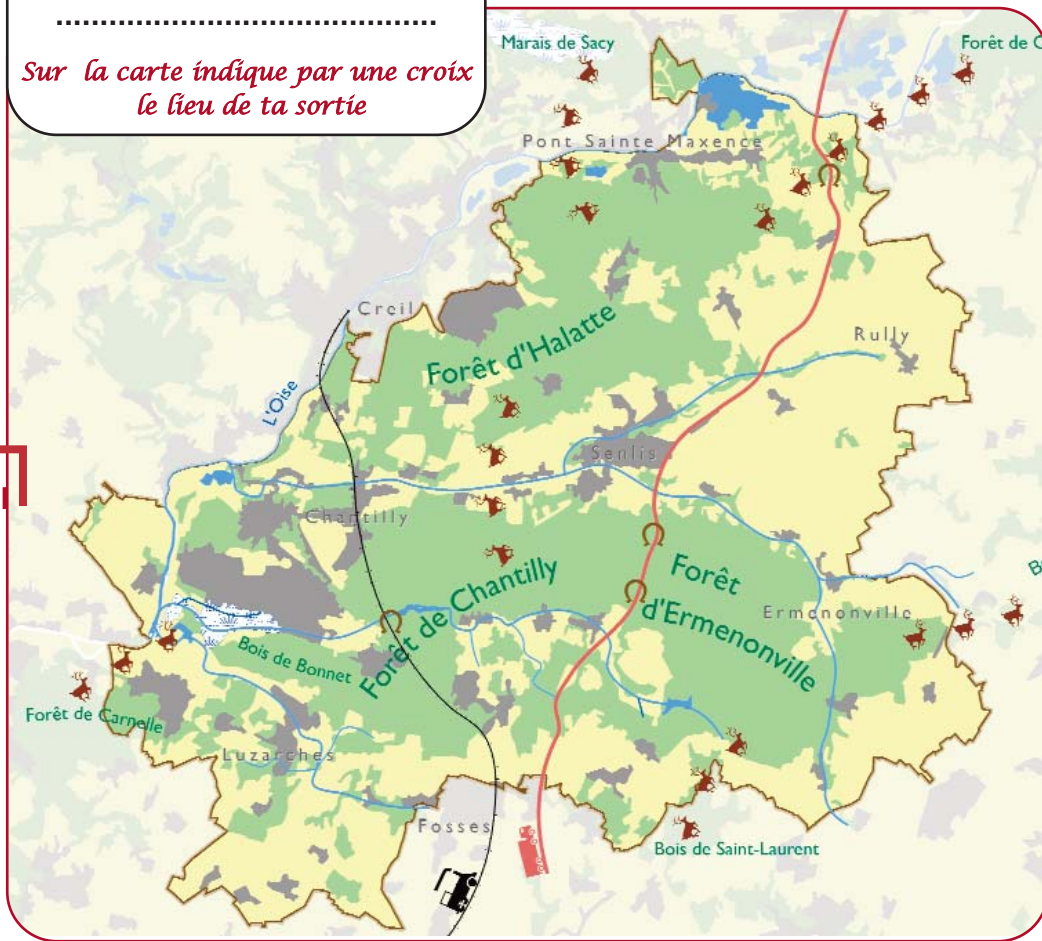 ..........................................
Sur la carte indique par une croix
le lieu de ta sortie
Marais de Sacy
Forêt de C
Pont Sainte Maxence
Creil
Forêt d'Halatte
Rully
L'Oise
Senlis
Chantilly
Forêt de Chantilly
Forêt
d'Ermenonville
Ermenonville
Bois de Bonnet
Forêt de Carnelle
Luzarches
Fosses
Bois de Saint-Laurent